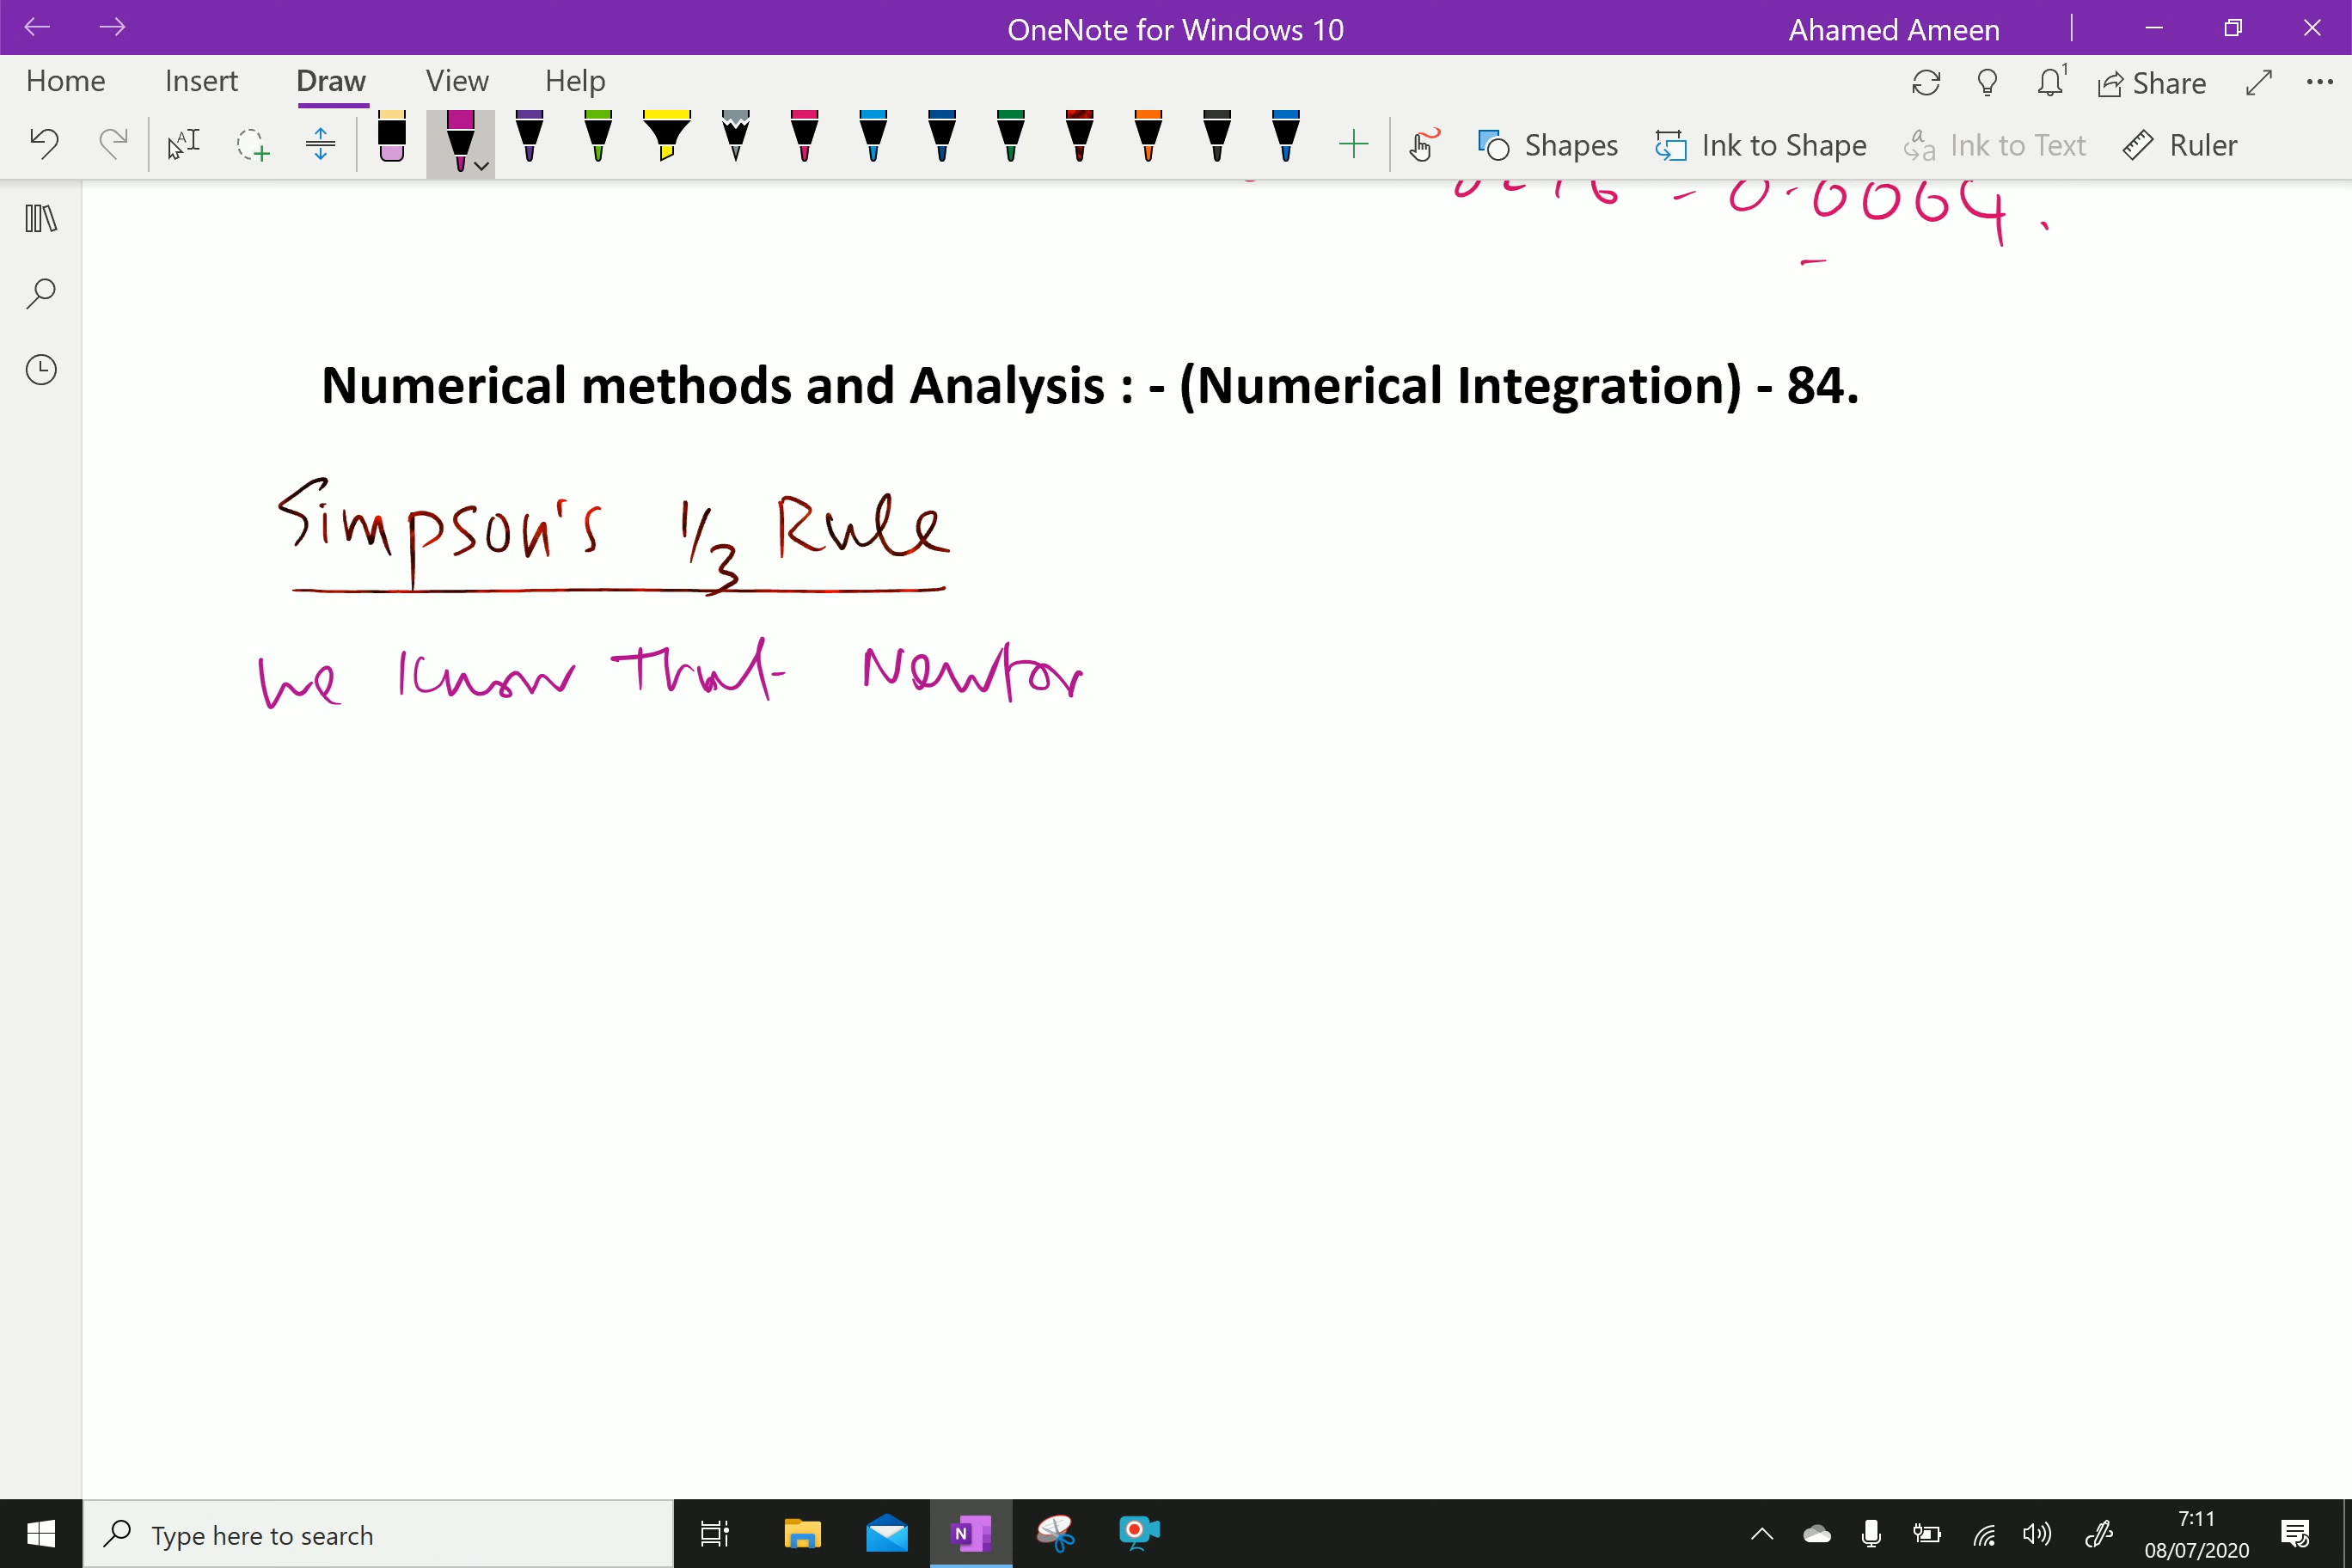 OneNote for Windows 10
Ahamed Ameen
Home Insert Draw View Help
1
Share
Shapes
Ink to Shape
Ink to Text
Ruler
0.0064.
Numerical methods and Analysis : - (Numerical Integration) - 84.
Simpson's 1/3 Rule
We know that Newton
Type here to search
7:11
08/07/2020